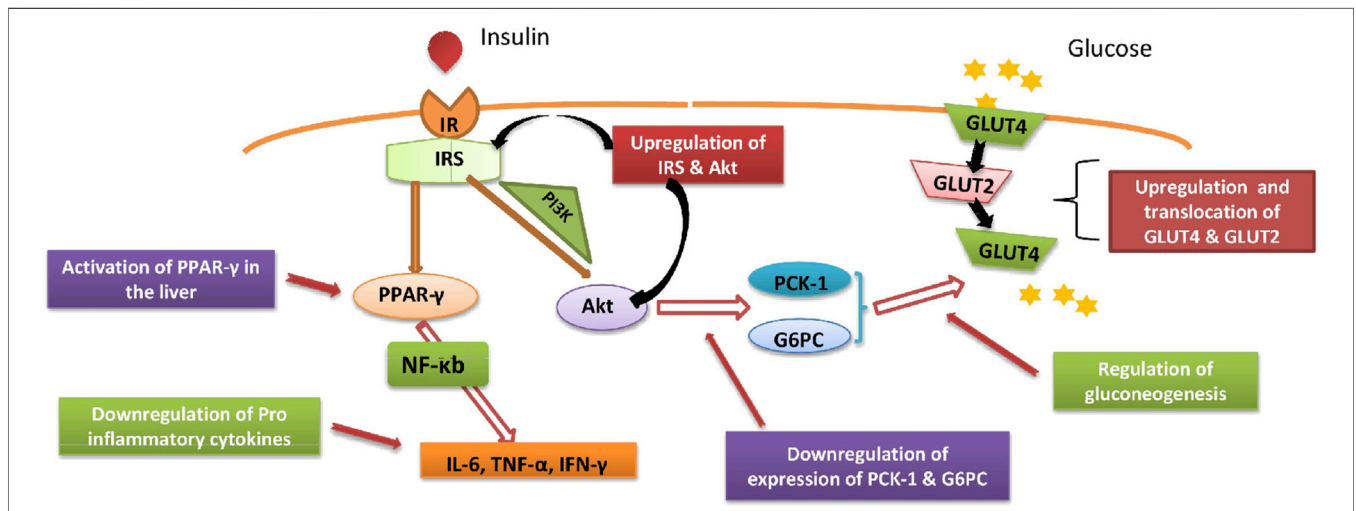 Insulin
Glucose
IR
IRS
PI3K
Upregulation of
IRS & Akt
GLUT4
GLUT2
GLUT4
Upregulation and
translocation of
GLUT4 & GLUT2
Activation of PPAR-γ in
the liver
PPAR-γ
Akt
PCK-1
G6PC
NF-κb
Regulation of
gluconeogenesis
Downregulation of Pro
inflammatory cytokines
IL-6, TNF-α, IFN-γ
Downregulation of
expression of PCK-1 & G6PC